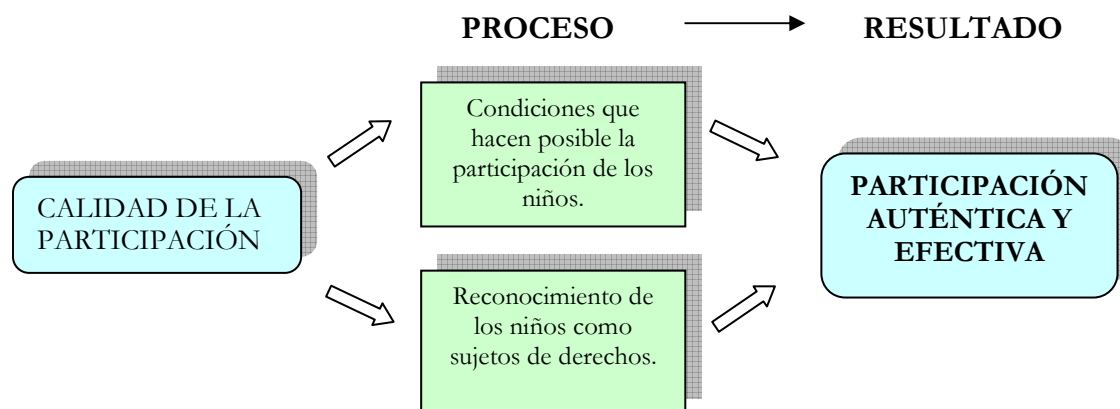 PROCESO RESULTADO
CALIDAD DE LA
PARTICIPACIÓN
Condiciones que
hacen posible la
participación de los
niños.
Reconocimiento de
los niños como
sujetos de derechos.
PARTICIPACIÓN
AUTÉNTICA Y
EFECTIVA